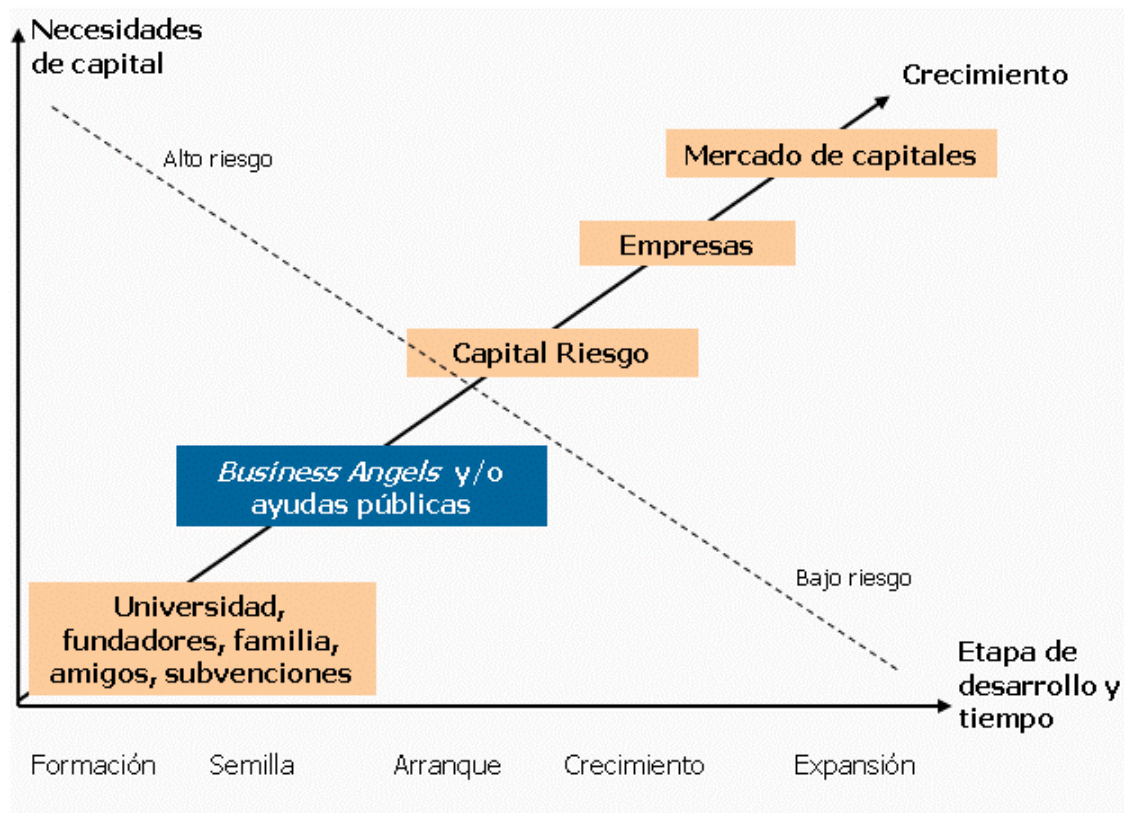 Necesidades
de capital
Crecimiento
Alto riesgo
Mercado de capitales
Empresas
Capital Riesgo
Business Angels y/o
ayudas públicas
Bajo riesgo
Universidad,
fundadores, familia,
amigos, subvenciones
Etapa de
desarrollo y
tiempo
Formación Semilla Arranque Crecimiento Expansión